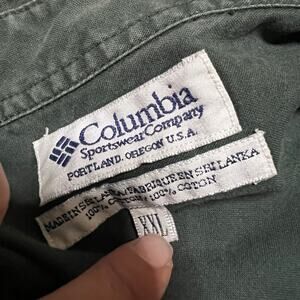 Columbia
Sportswear Company
PORTLAND, OREGON U.S.A.
MADE IN SRI LANKA/FABRIQUE EN SRI LANKA
100% COTTON / 100% COTON
XXL